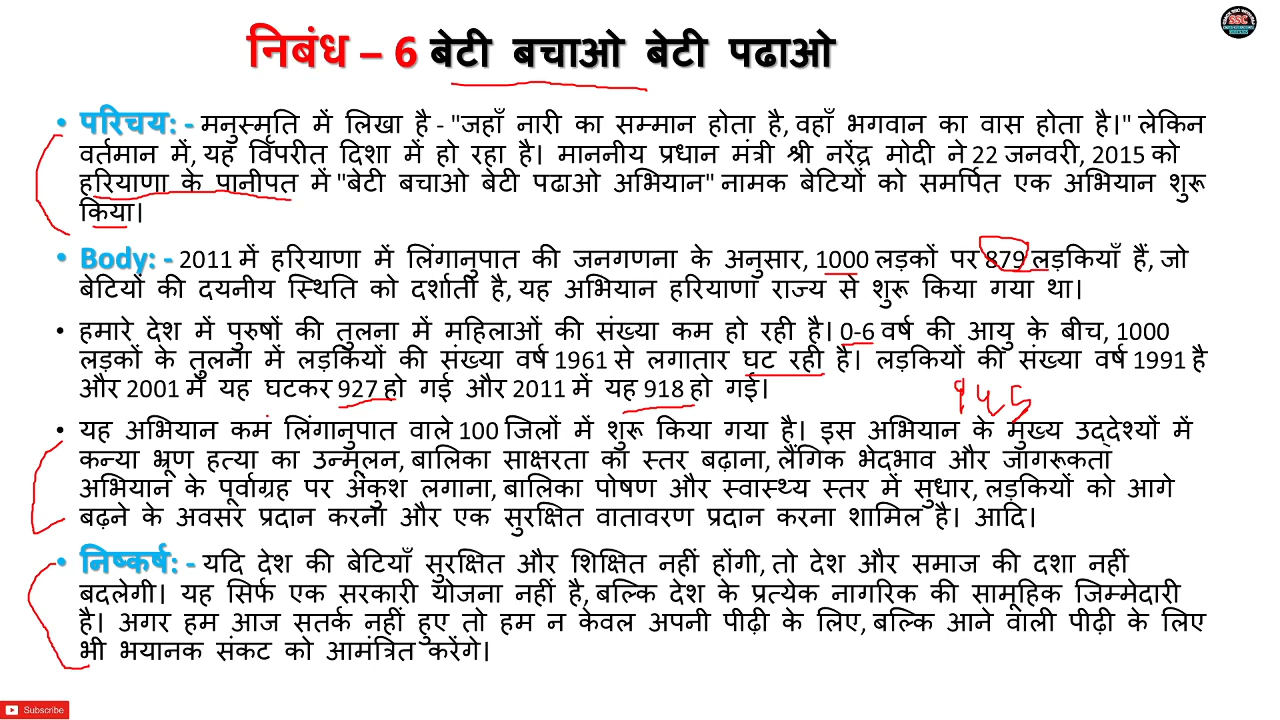 निबंध – 6 बेटी बचाओ बेटी पढाओ
SSC
• परिचय: - मनुस्मृति में लिखा है - "जहाँ नारी का सम्मान होता है, वहाँ भगवान का वास होता है।" लेकिन
वर्तमान में, यह विपरीत दिशा में हो रहा है। माननीय प्रधान मंत्री श्री नरेंद्र मोदी ने 22 जनवरी, 2015 को
हरियाणा के पानीपत में "बेटी बचाओ बेटी पढाओ अभियान" नामक बेटियों को समर्पित एक अभियान शुरू
किया।
• Body: - 2011 में हरियाणा में लिंगानुपात की जनगणना के अनुसार, 1000 लड़कों पर 879 लड़कियाँ हैं, जो
बेटियों की दयनीय स्थिति को दर्शाती है, यह अभियान हरियाणा राज्य से शुरू किया गया था।
• हमारे देश में पुरुषों की तुलना में महिलाओं की संख्या कम हो रही है। 0-6 वर्ष की आयु के बीच, 1000
लड़कों के तुलना में लड़कियों की संख्या वर्ष 1961 से लगातार घट रही है। लड़कियों की संख्या वर्ष 1991 है
और 2001 में यह घटकर 927 हो गई और 2011 में यह 918 हो गई।
945
• यह अभियान कम लिंगानुपात वाले 100 जिलों में शुरू किया गया है। इस अभियान के मुख्य उद्देश्यों में
कन्या भ्रूण हत्या का उन्मूलन, बालिका साक्षरता का स्तर बढ़ाना, लैंगिक भेदभाव और जागरूकता
अभियान के पूर्वाग्रह पर अंकुश लगाना, बालिका पोषण और स्वास्थ्य स्तर में सुधार, लड़कियों को आगे
बढ़ने के अवसर प्रदान करना और एक सुरक्षित वातावरण प्रदान करना शामिल है। आदि।
• निष्कर्ष: - यदि देश की बेटियाँ सुरक्षित और शिक्षित नहीं होंगी, तो देश और समाज की दशा नहीं
बदलेगी। यह सिर्फ एक सरकारी योजना नहीं है, बल्कि देश के प्रत्येक नागरिक की सामूहिक जिम्मेदारी
है। अगर हम आज सतर्क नहीं हुए तो हम न केवल अपनी पीढ़ी के लिए, बल्कि आने वाली पीढ़ी के लिए
भी भयानक संकट को आमंत्रित करेंगे।
Subscribe